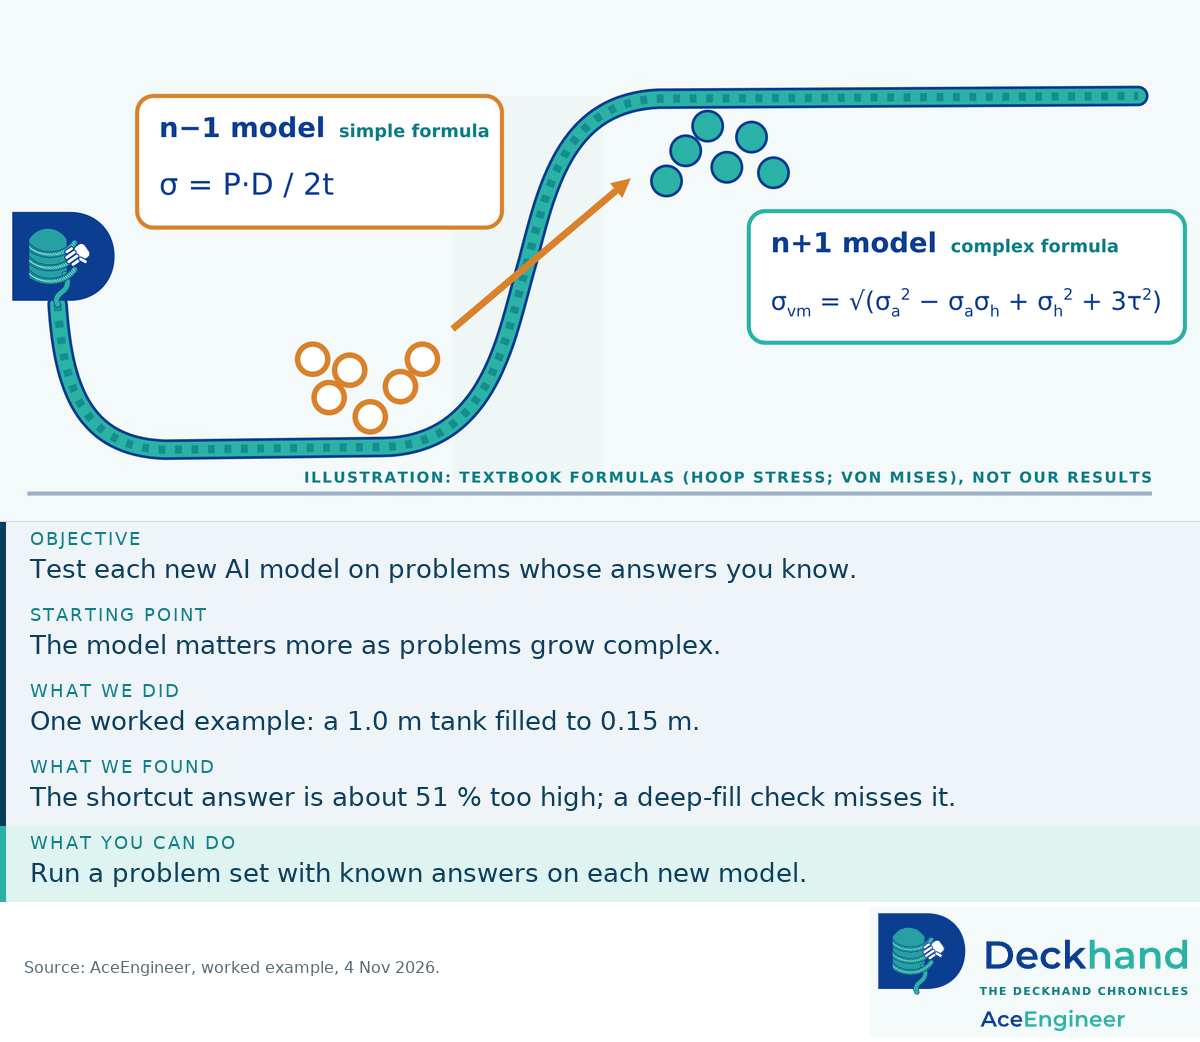 n−1 model simple formula
σ = P·D / 2t
n+1 model complex formula
σvm = √(σa² − σaσh + σh² + 3τ²)
ILLUSTRATION: TEXTBOOK FORMULAS (HOOP STRESS; VON MISES), NOT OUR RESULTS
OBJECTIVE
Test each new AI model on problems whose answers you know.
STARTING POINT
The model matters more as problems grow complex.
WHAT WE DID
One worked example: a 1.0 m tank filled to 0.15 m.
WHAT WE FOUND
The shortcut answer is about 51 % too high; a deep-fill check misses it.
WHAT YOU CAN DO
Run a problem set with known answers on each new model.
Source: AceEngineer, worked example, 4 Nov 2026.
Deckhand
THE DECKHAND CHRONICLES
AceEngineer